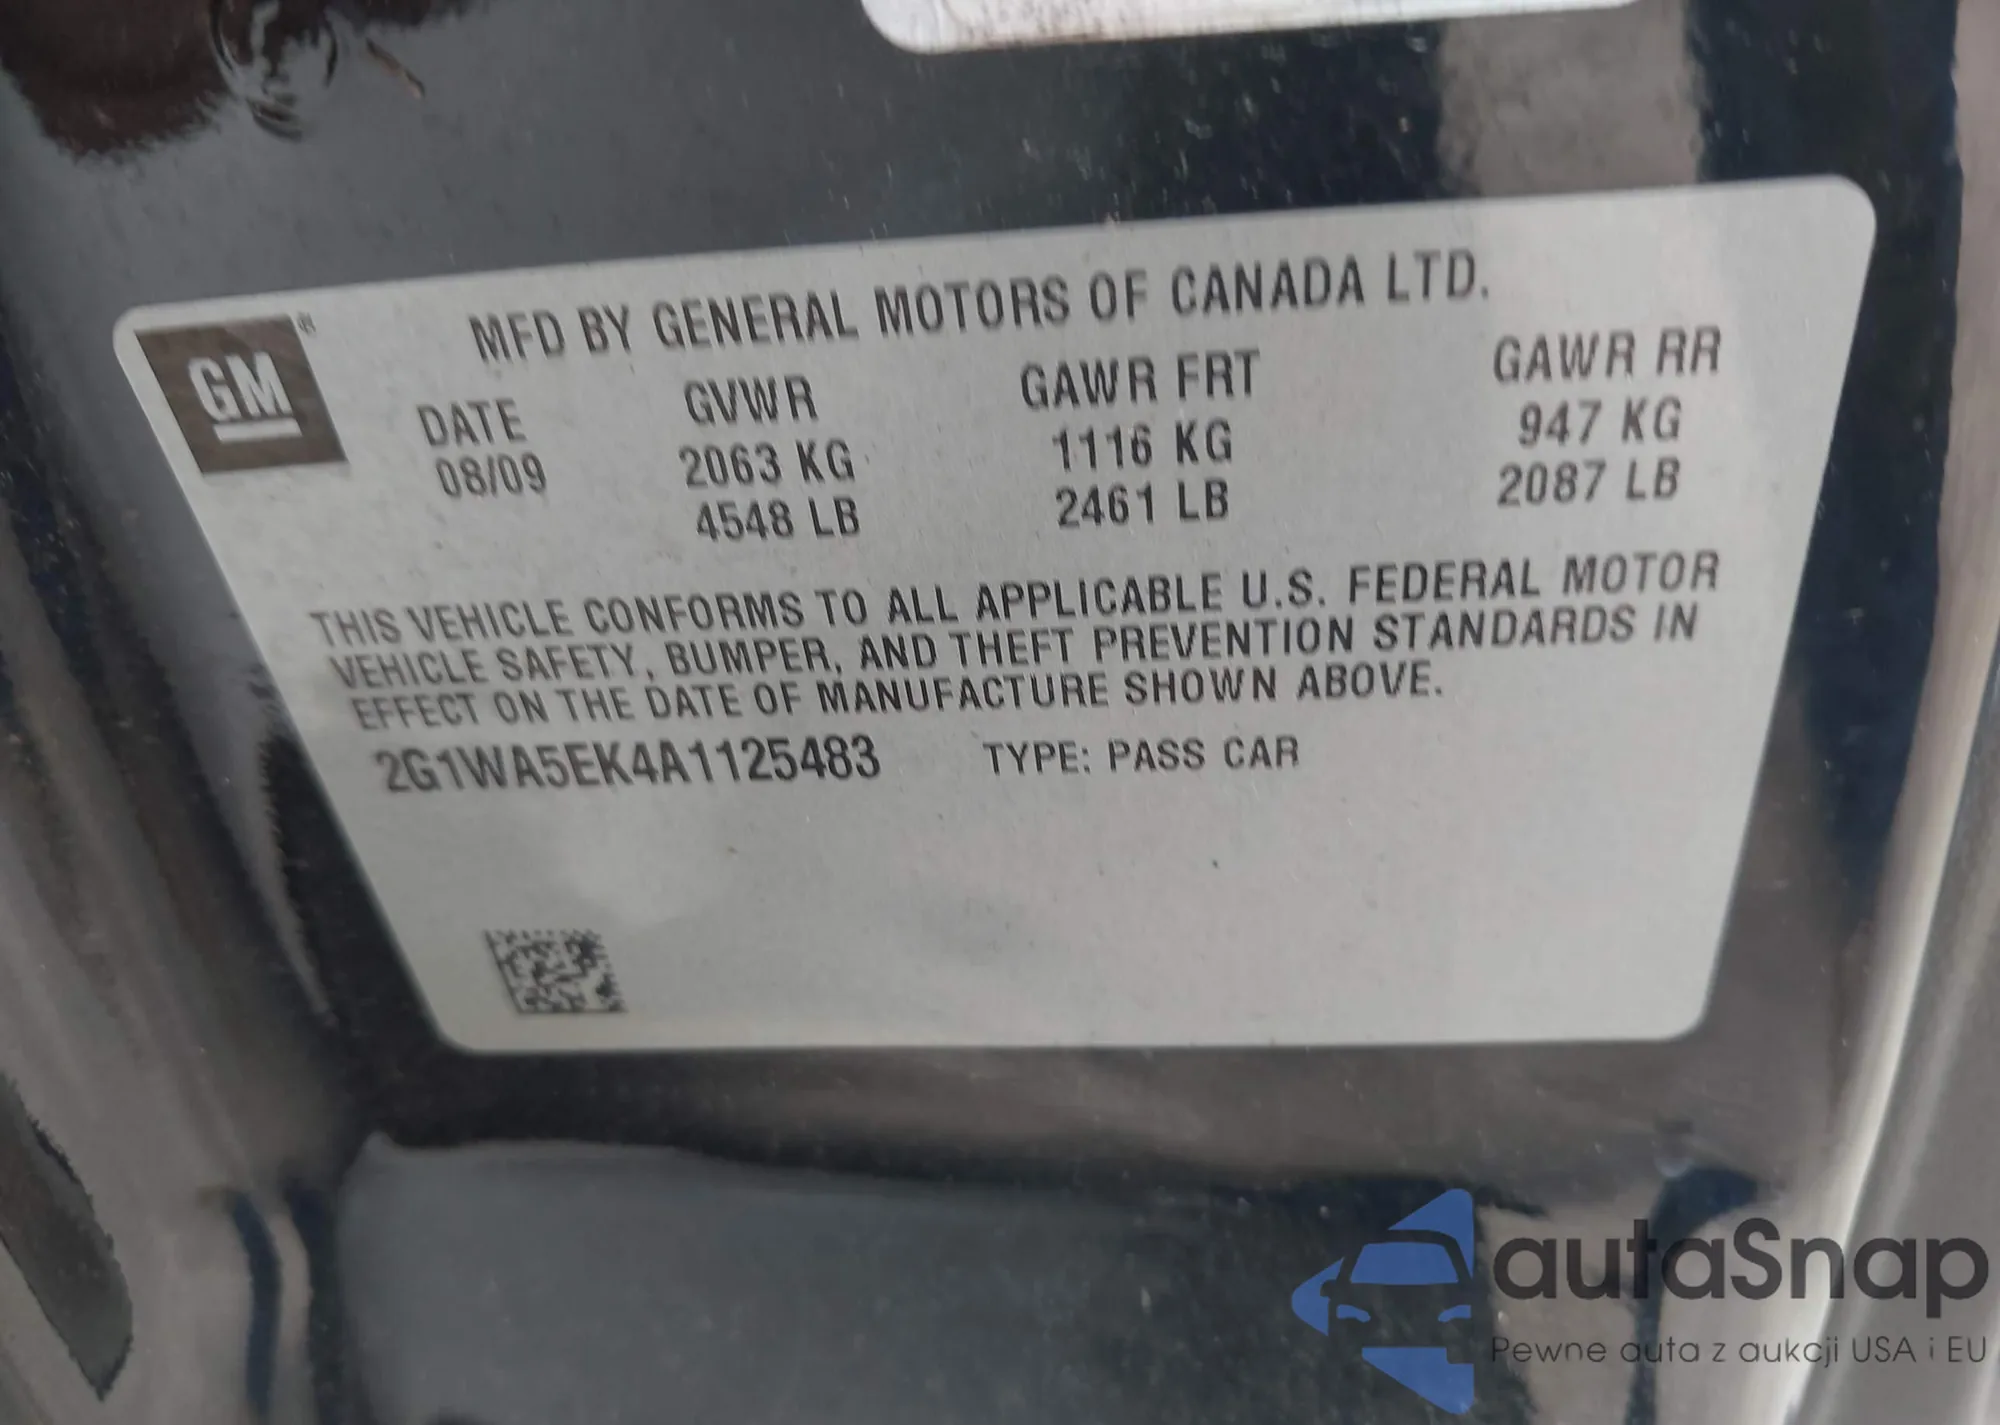 GM®
MFD BY GENERAL MOTORS OF CANADA LTD.
DATE GVWR GAWR FRT GAWR RR
08/09 2063 KG 1116 KG 947 KG
4548 LB 2461 LB 2087 LB
THIS VEHICLE CONFORMS TO ALL APPLICABLE U.S. FEDERAL MOTOR
VEHICLE SAFETY, BUMPER, AND THEFT PREVENTION STANDARDS IN
EFFECT ON THE DATE OF MANUFACTURE SHOWN ABOVE.
2G1WA5EK4A1125483 TYPE: PASS CAR
autaSnap
Pewne auta z aukcji USA i EU